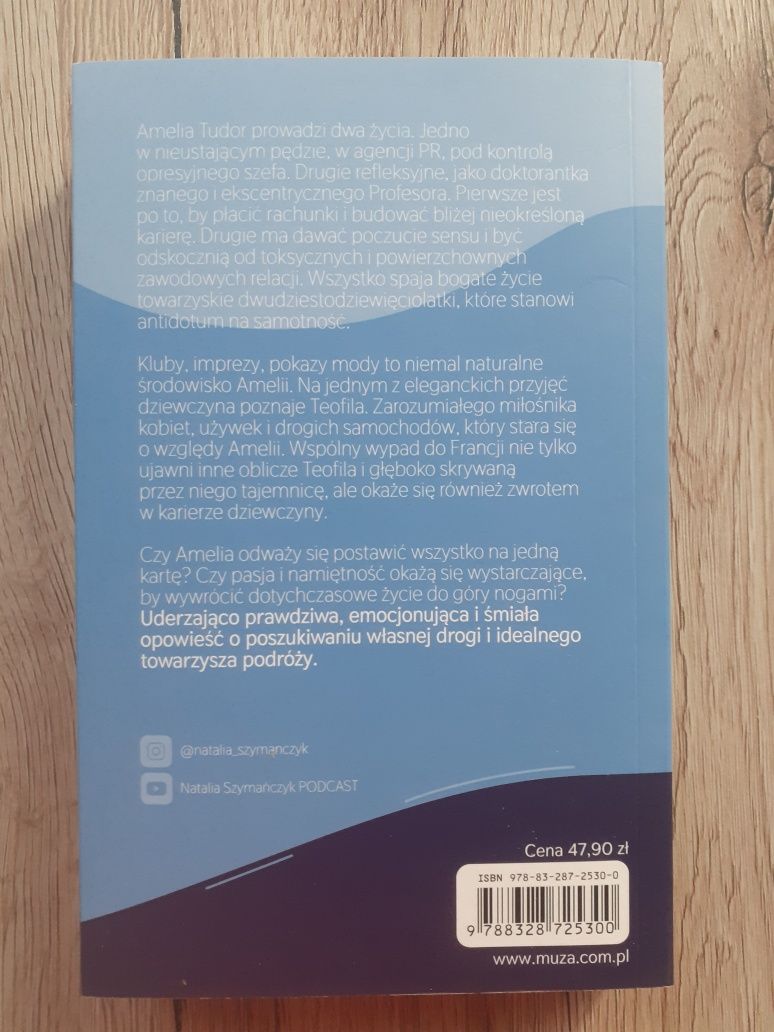 Amelia Tudor prowadzi dwa życia. Jedno
w nieustającym pędzie, w agencji PR, pod kontrolą
opresyjnego szefa. Drugie refleksyjne, jako doktorantka
znanego i ekscentrycznego Profesora. Pierwsze jest
po to, by płacić rachunki i budować bliżej nieokreśloną
karierę. Drugie ma dawać poczucie sensu i być
odskocznią od toksycznych i powierzchownych
zawodowych relacji. Wszystko spaja bogate życie
towarzyskie dwudziestodziewięciolatki, które stanowi
antidotum na samotność.
Kluby, imprezy, pokazy mody to niemal naturalne
środowisko Amelii. Na jednym z eleganckich przyjęć
dziewczyna poznaje Teofila. Zarozumiałego miłośnika
kobiet, używek i drogich samochodów, który stara się
o względy Amelii. Wspólny wypad do Francji nie tylko
ujawni inne oblicze Teofila i głęboko skrywaną
przez niego tajemnicę, ale okaże się również zwrotem
w karierze dziewczyny.
Czy Amelia odważy się postawić wszystko na jedną
kartę? Czy pasja i namiętność okażą się wystarczające,
by wywrócić dotychczasowe życie do góry nogami?
Uderzająco prawdziwa, emocjonująca i śmiała
opowieść o poszukiwaniu własnej drogi i idealnego
towarzysza podróży.
@natalia_szymanczyk
Natalia Szymańczyk PODCAST
Cena 47,90 zł
ISBN 978-83-287-2530-0
9 788328 725300
www.muza.com.pl